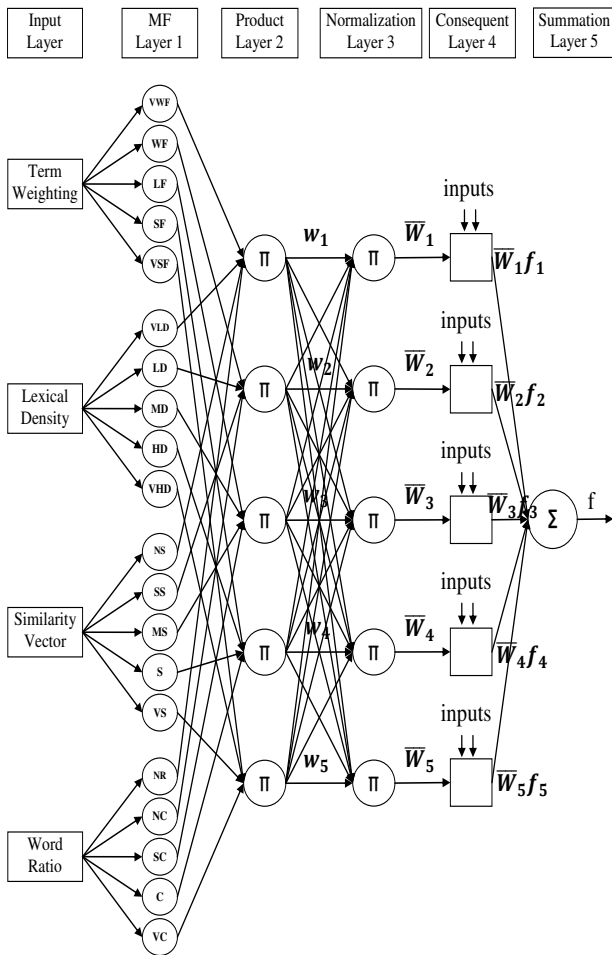 Input
Layer
MF
Layer 1
Product
Layer 2
Normalization
Layer 3
Consequent
Layer 4
Summation
Layer 5
Term
Weighting
VWF
WF
LF
SF
VSF
Lexical
Density
VLD
LD
MD
HD
VHD
Similarity
Vector
NS
SS
MS
S
VS
Word
Ratio
NR
NC
SC
C
VC
Π
Π
Π
Π
Π
w₁
w₂
w₃
w₄
w₅
Π
Π
Π
Π
Π
W̅₁
W̅₂
W̅₃
W̅₄
W̅₅
inputs
inputs
inputs
inputs
inputs
W̅₁f₁
W̅₂f₂
W̅₃f₃
W̅₄f₄
W̅₅f₅
Σ
f